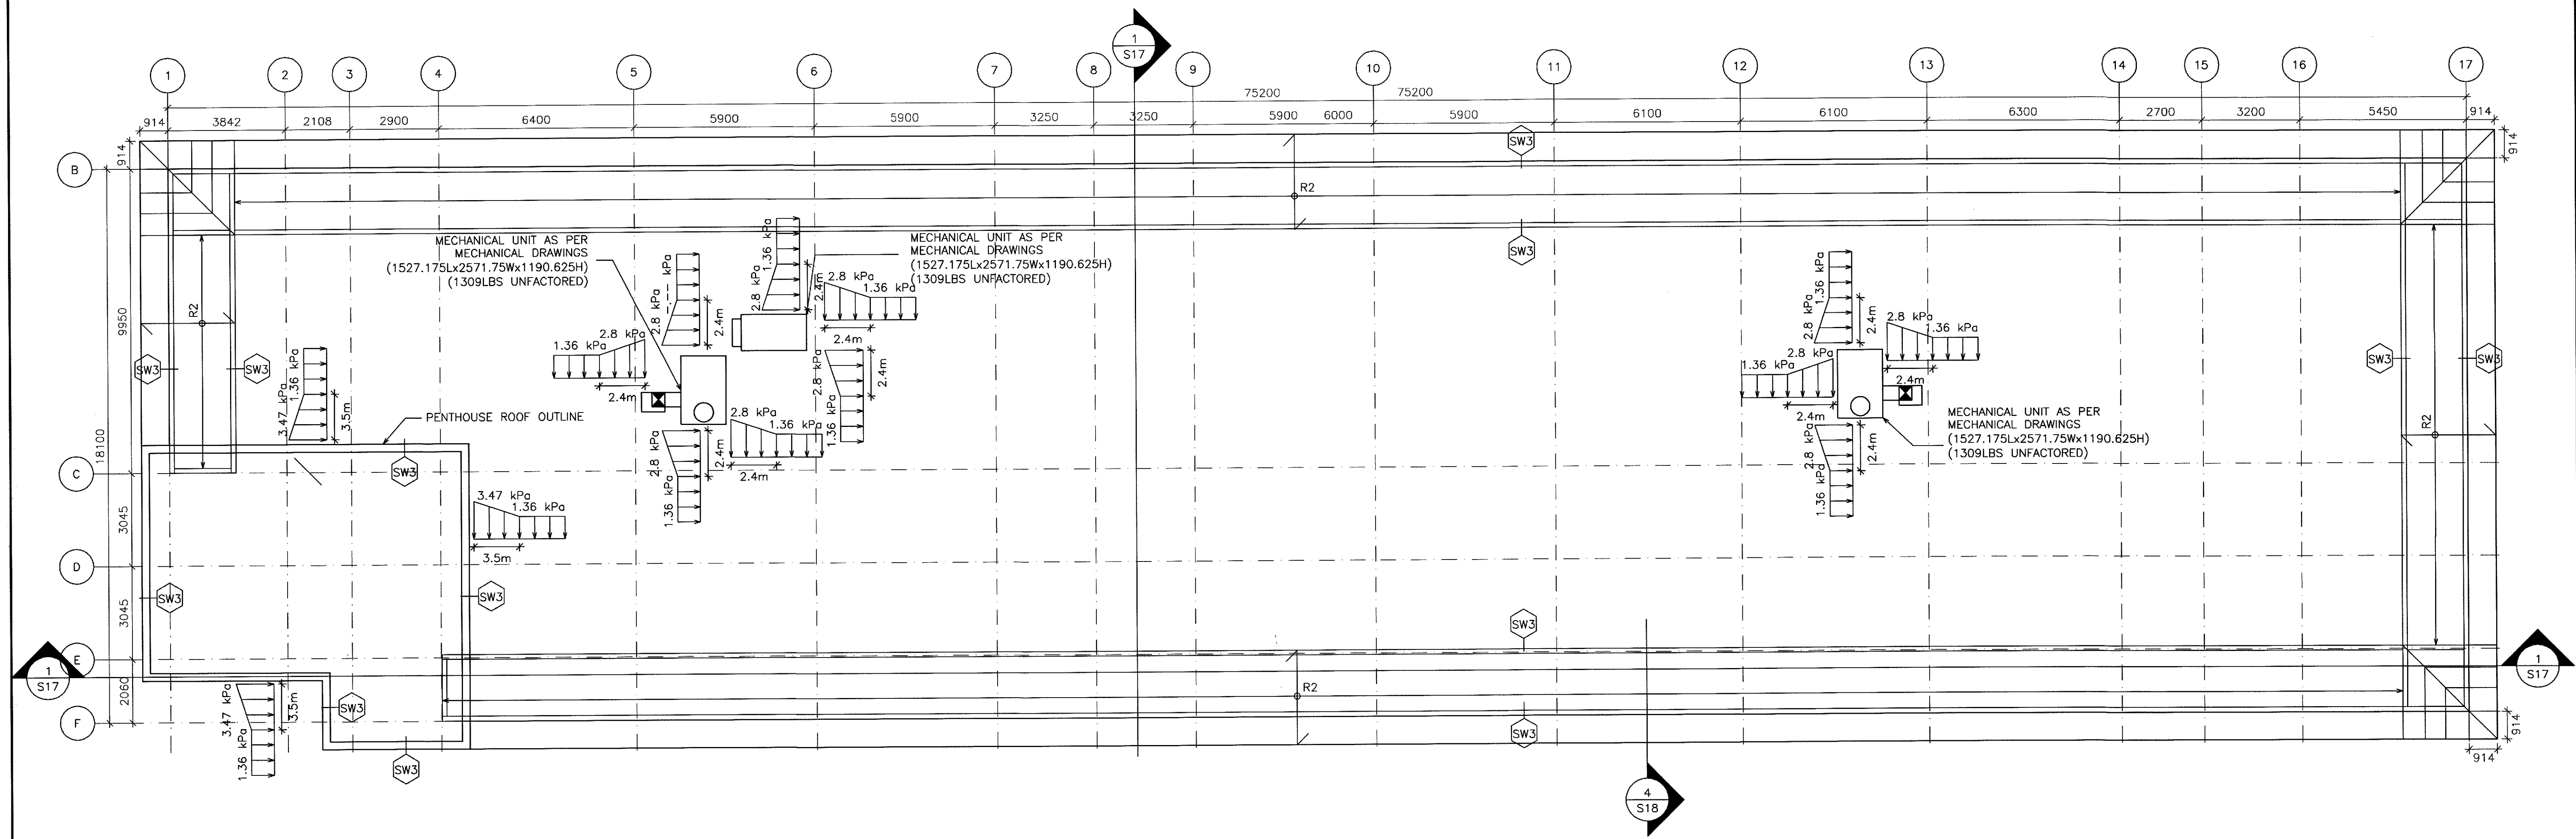 1
S17
1
2
3
4
5
6
7
8
9
10
11
12
13
14
15
16
17
75200
75200
914
3842
2108
2900
6400
5900
5900
3250
3250
5900
6000
5900
6100
6100
6300
2700
3200
5450
914
914
914
B
SW3
R2
SW3
MECHANICAL UNIT AS PER
MECHANICAL DRAWINGS
(1527.175Lx2571.75Wx1190.625H)
(1309LBS UNFACTORED)
1.36 kPa
2.8 kPa
2.4m
MECHANICAL UNIT AS PER
MECHANICAL DRAWINGS
(1527.175Lx2571.75Wx1190.625H)
(1309LBS UNFACTORED)
2.8 kPa
1.36 kPa
2.4m
2.8 kPa
2.4m
1.36 kPa
2.8 kPa
2.4m
2.8 kPa
1.36 kPa
2.4m
1.36 kPa
2.8 kPa
2.4m
2.8 kPa
1.36 kPa
2.4m
1.36 kPa
2.8 kPa
2.4m
MECHANICAL UNIT AS PER
MECHANICAL DRAWINGS
(1527.175Lx2571.75Wx1190.625H)
(1309LBS UNFACTORED)
2.8 kPa
1.36 kPa
2.4m
9950
18100
R2
SW3
SW3
1.36 kPa
3.47 kPa
3.5m
PENTHOUSE ROOF OUTLINE
2.8 kPa
1.36 kPa
2.4m
2.8 kPa
1.36 kPa
2.4m
SW3
SW3
R2
C
SW3
3045
3.47 kPa
1.36 kPa
3.5m
D
3045
SW3
SW3
SW3
E
1
S17
1
S17
2060
3.47 kPa
1.36 kPa
3.5m
SW3
R2
F
SW3
914
914
SW3
4
S18